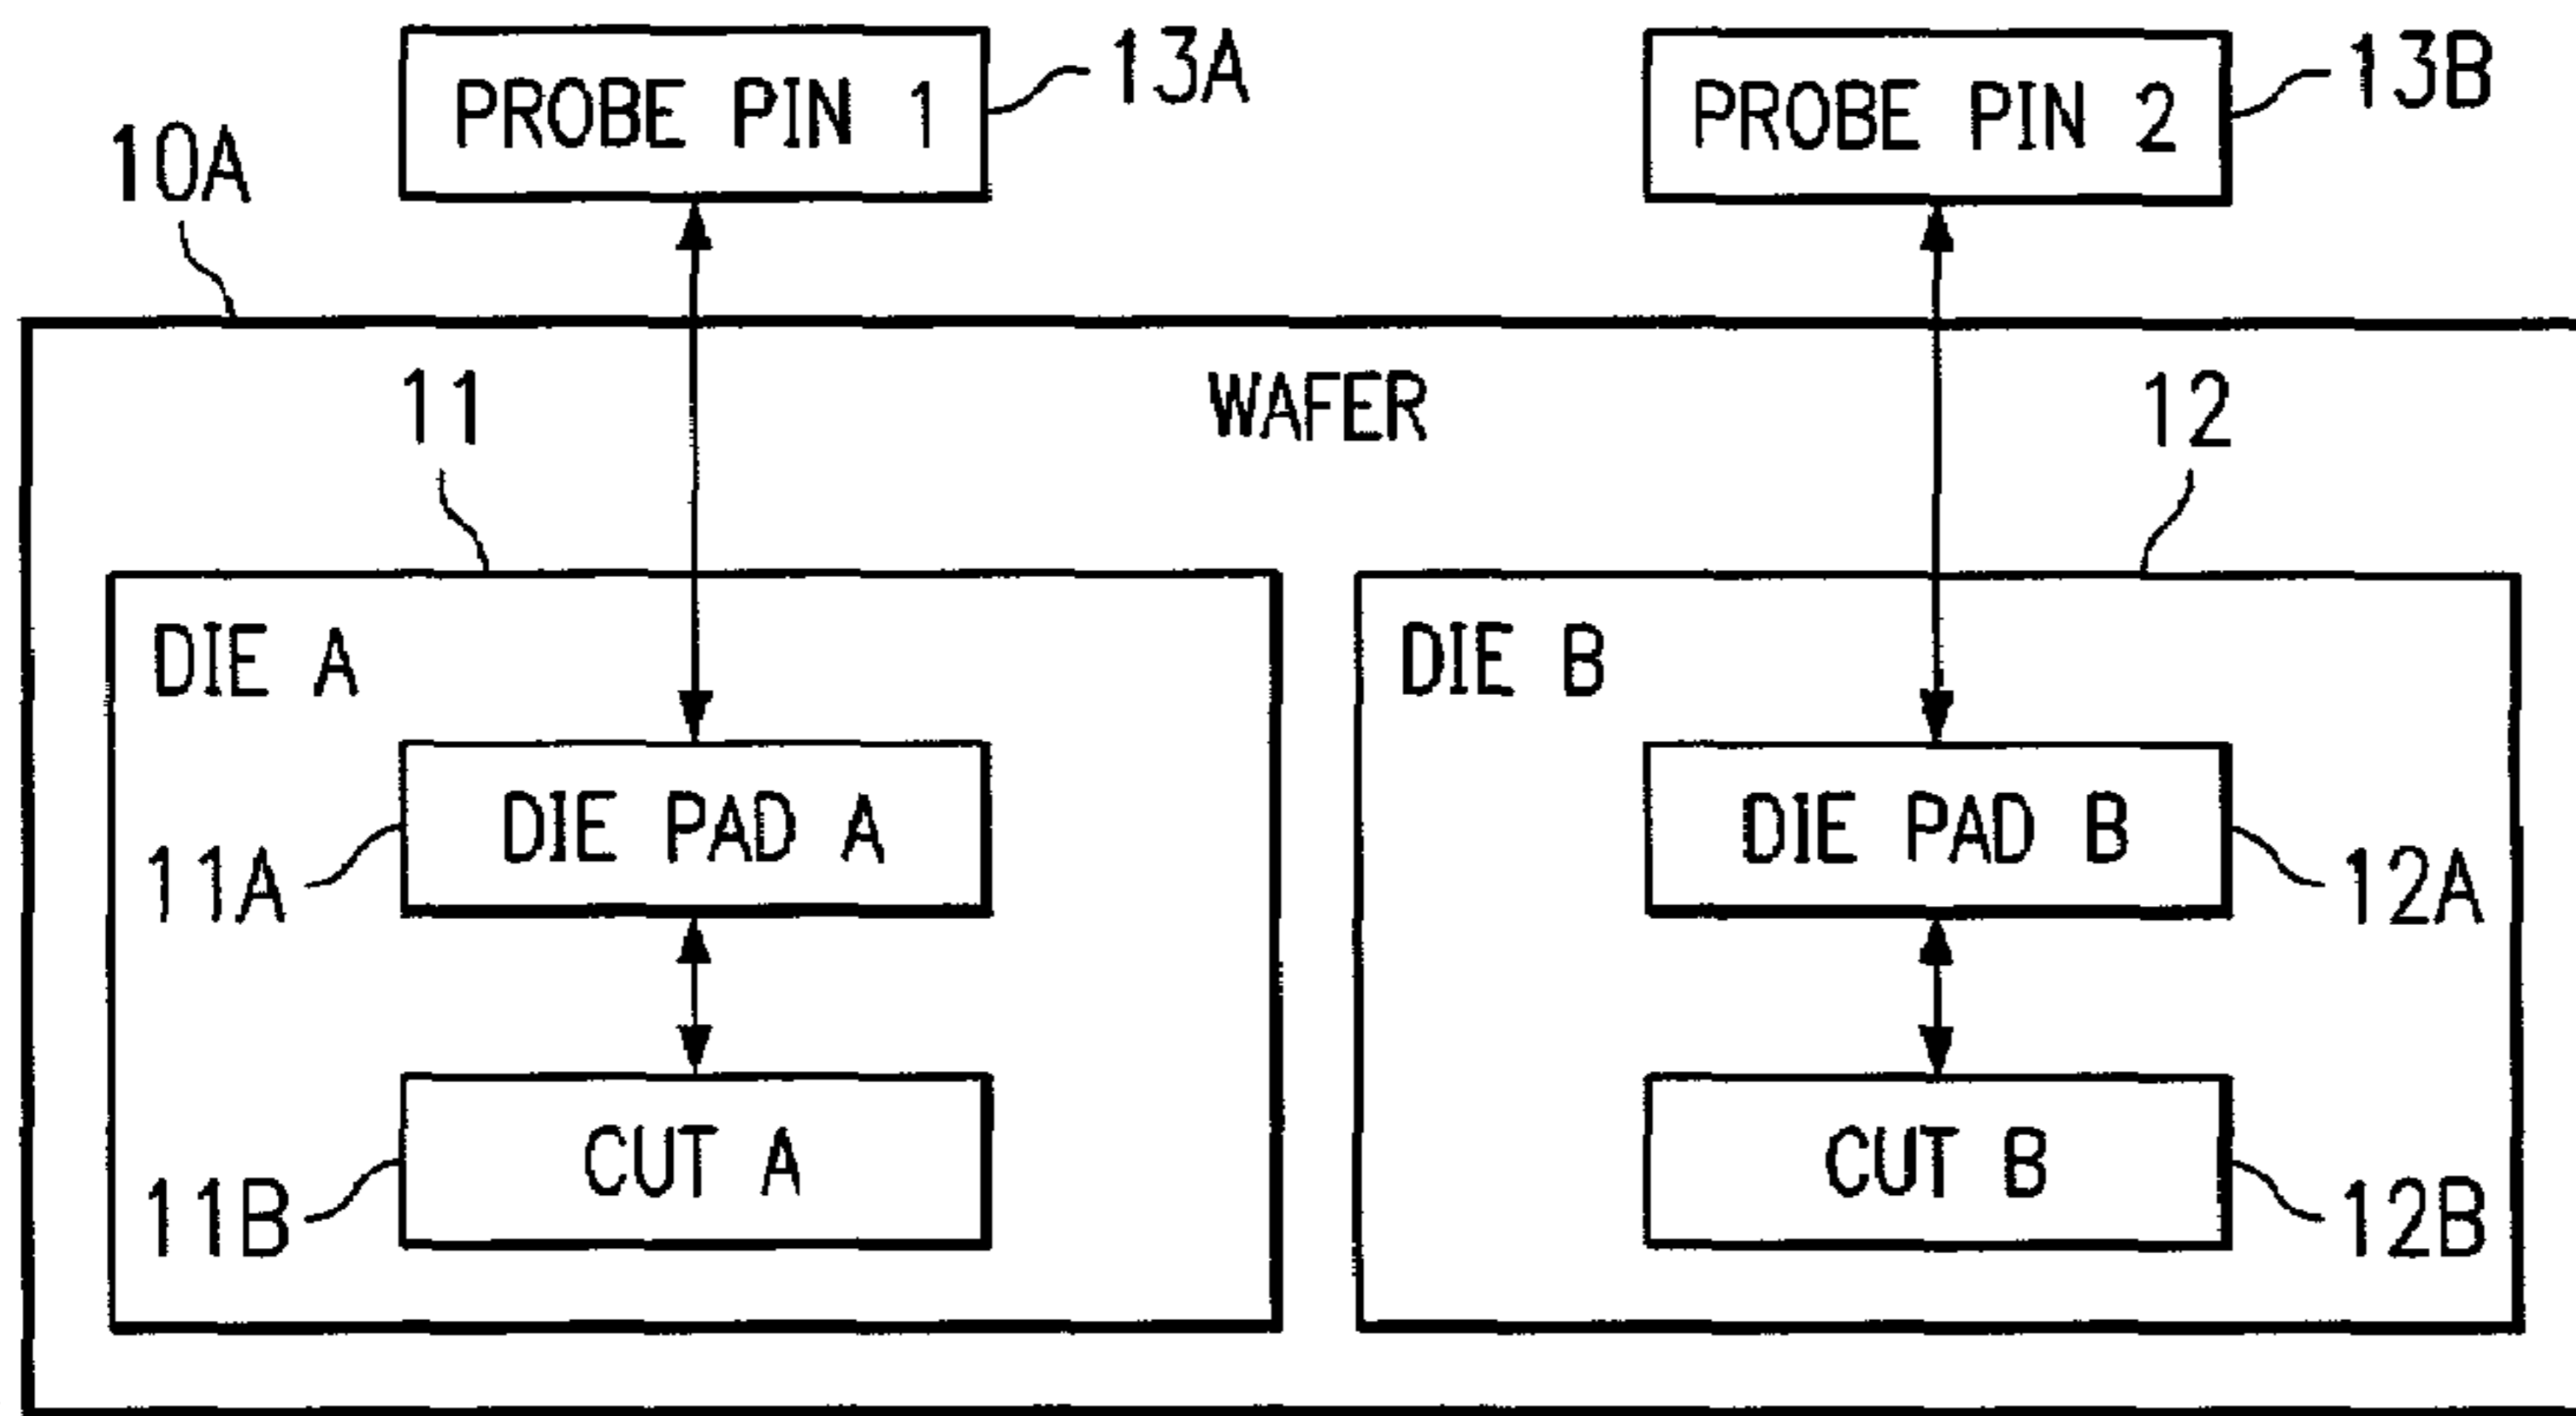 PROBE PIN 1
13A
PROBE PIN 2
13B
10A
WAFER
11
12
DIE A
DIE B
DIE PAD A
11A
DIE PAD B
12A
CUT A
11B
CUT B
12B